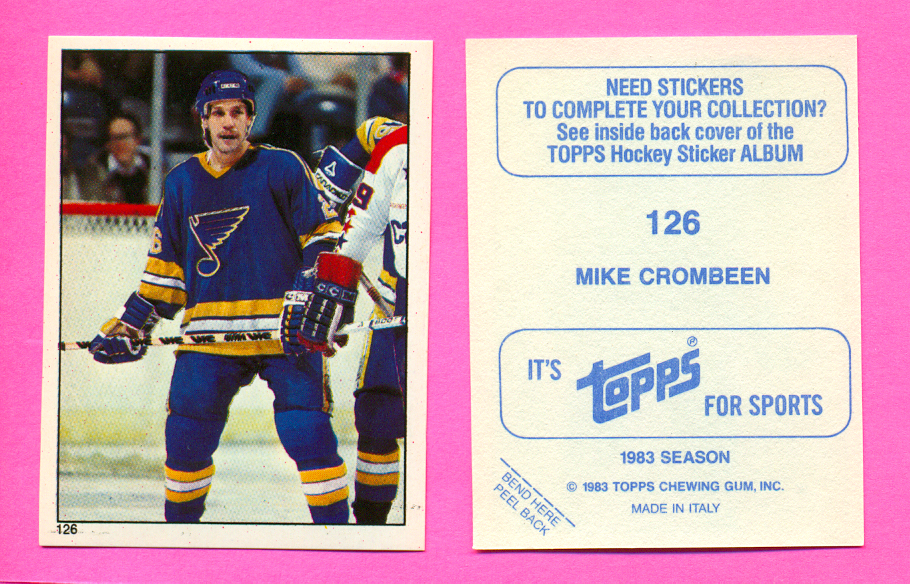 126
NEED STICKERS
TO COMPLETE YOUR COLLECTION?
See inside back cover of the
TOPPS Hockey Sticker ALBUM
126
MIKE CROMBEEN
IT'S
topps®
FOR SPORTS
1983 SEASON
© 1983 TOPPS CHEWING GUM, INC.
MADE IN ITALY
BEND HERE
PEEL BACK